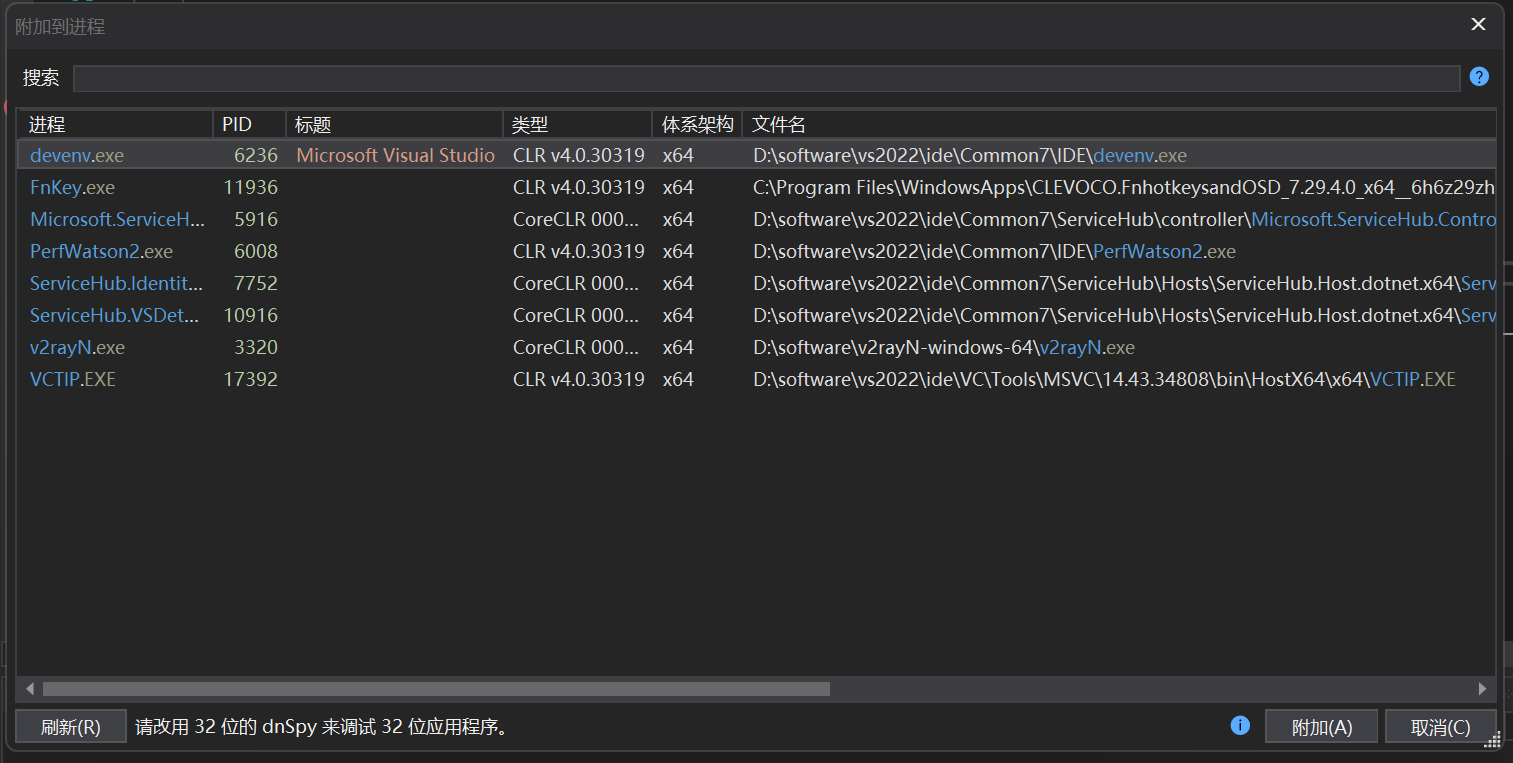 附加到进程
搜索
进程 PID 标题 类型 体系架构 文件名
devenv.exe 6236 Microsoft Visual Studio CLR v4.0.30319 x64 D:\software\vs2022\ide\Common7\IDE\devenv.exe
FnKey.exe 11936 CLR v4.0.30319 x64 C:\Program Files\WindowsApps\CLEVOCO.FnhotkeysandOSD_7.29.4.0_x64__6h6z29zh
Microsoft.ServiceH... 5916 CoreCLR 000... x64 D:\software\vs2022\ide\Common7\ServiceHub\controller\Microsoft.ServiceHub.Contro
PerfWatson2.exe 6008 CLR v4.0.30319 x64 D:\software\vs2022\ide\Common7\IDE\PerfWatson2.exe
ServiceHub.Identit... 7752 CoreCLR 000... x64 D:\software\vs2022\ide\Common7\ServiceHub\Hosts\ServiceHub.Host.dotnet.x64\Serv
ServiceHub.VSDet... 10916 CoreCLR 000... x64 D:\software\vs2022\ide\Common7\ServiceHub\Hosts\ServiceHub.Host.dotnet.x64\Serv
v2rayN.exe 3320 CoreCLR 000... x64 D:\software\v2rayN-windows-64\v2rayN.exe
VCTIP.EXE 17392 CLR v4.0.30319 x64 D:\software\vs2022\ide\VC\Tools\MSVC\14.43.34808\bin\HostX64\x64\VCTIP.EXE
刷新(R) 请改用 32 位的 dnSpy 来调试 32 位应用程序。 附加(A) 取消(C)